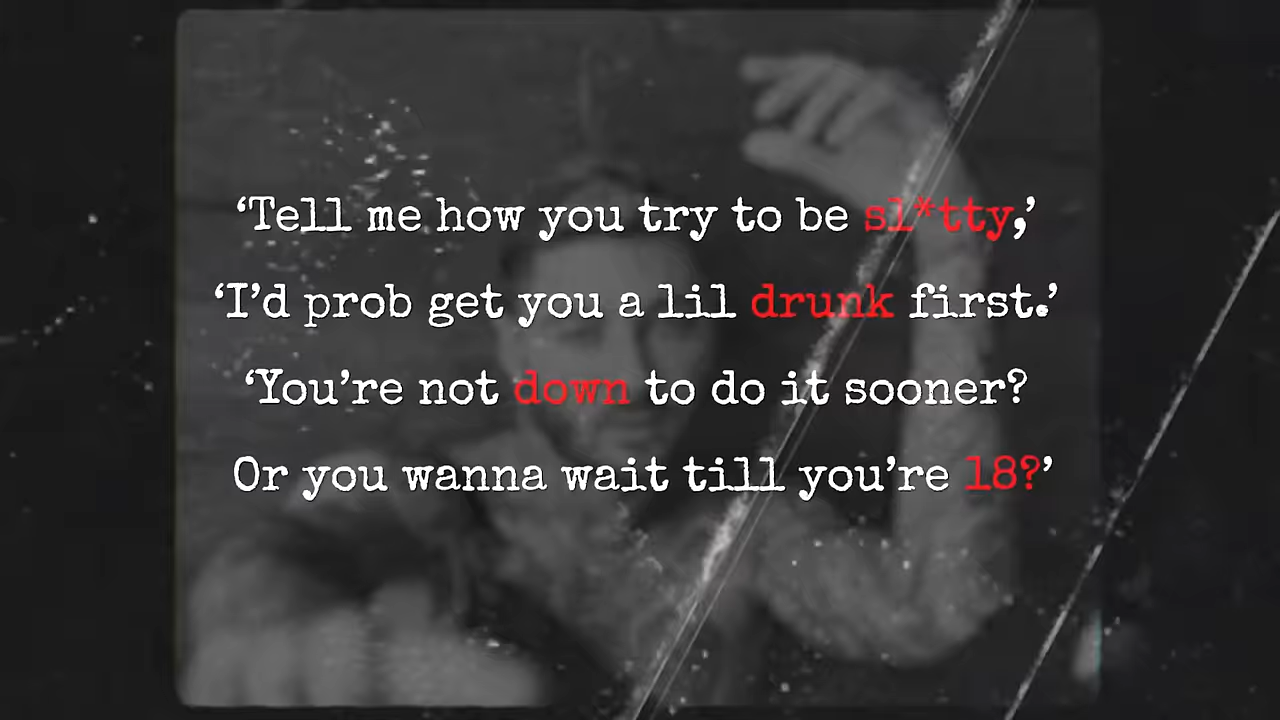 ‘Tell me how you try to be sl*tty,’
‘I’d prob get you a lil drunk first.’
‘You’re not down to do it sooner?
Or you wanna wait till you’re 18?’